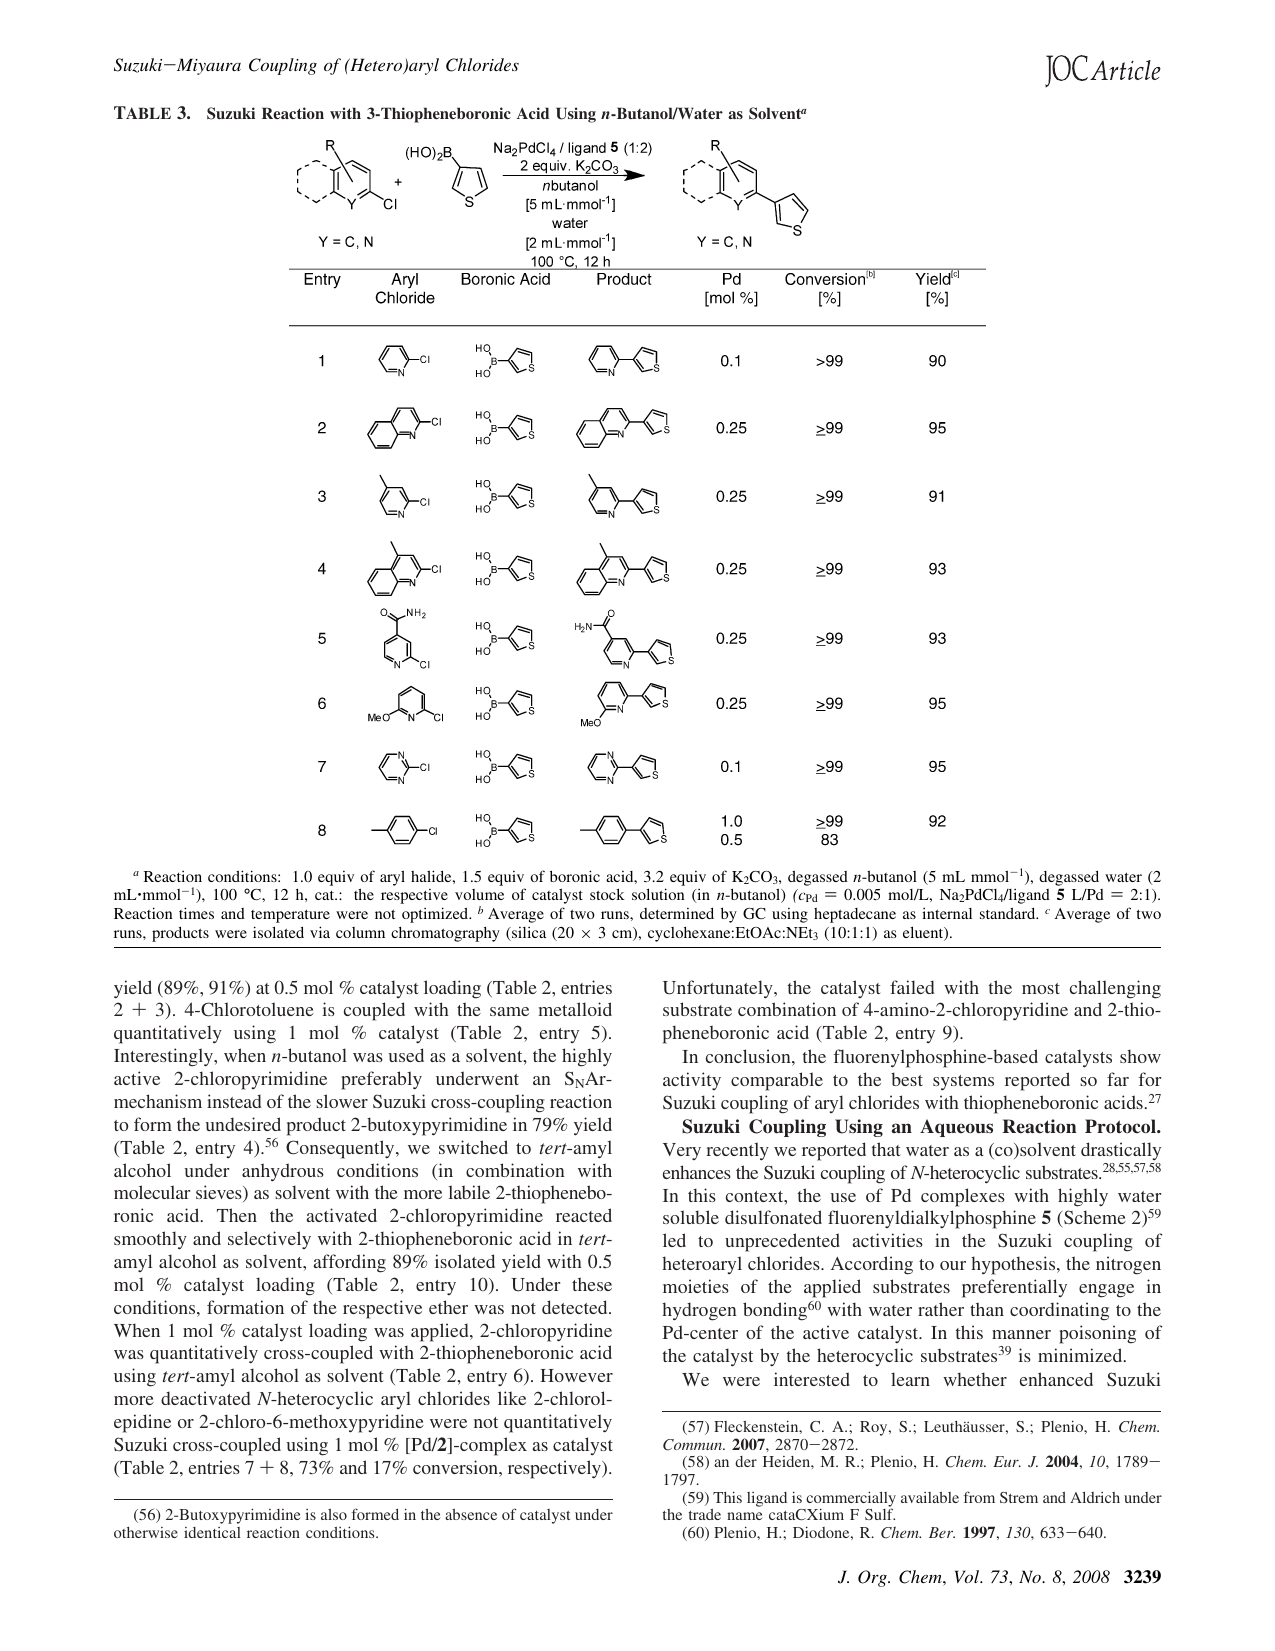 Suzuki−Miyaura Coupling of (Hetero)aryl Chlorides
JOC Article
TABLE 3. Suzuki Reaction with 3-Thiopheneboronic Acid Using n-Butanol/Water as Solventᵃ
R
(HO)₂B
S
Y
Cl
+
Y = C, N
Na₂PdCl₄ / ligand 5 (1:2)
2 equiv. K₂CO₃
nbutanol
[5 mL·mmol⁻¹]
water
[2 mL·mmol⁻¹]
100 °C, 12 h
R
Y
S
Y = C, N
Entry Aryl Chloride Boronic Acid Product Pd [mol %] Conversion[b] [%] Yield[c] [%]
1 N Cl HO B HO S N S 0.1 >99 90
2 N Cl HO B HO S N S 0.25 ≥99 95
3 N Cl HO B HO S N S 0.25 ≥99 91
4 N Cl HO B HO S N S 0.25 ≥99 93
5 O NH₂ N Cl HO B HO S H₂N O N S 0.25 ≥99 93
6 MeO N Cl HO B HO S MeO N S 0.25 ≥99 95
7 N N Cl HO B HO S N N S 0.1 ≥99 95
8 Cl HO B HO S S 1.0 ≥99 92
0.5 83
ᵃ Reaction conditions: 1.0 equiv of aryl halide, 1.5 equiv of boronic acid, 3.2 equiv of K₂CO₃, degassed n-butanol (5 mL mmol⁻¹), degassed water (2
mL·mmol⁻¹), 100 °C, 12 h, cat.: the respective volume of catalyst stock solution (in n-butanol) (cPd = 0.005 mol/L, Na₂PdCl₄/ligand 5 L/Pd = 2:1).
Reaction times and temperature were not optimized. ᵇ Average of two runs, determined by GC using heptadecane as internal standard. ᶜ Average of two
runs, products were isolated via column chromatography (silica (20 × 3 cm), cyclohexane:EtOAc:NEt₃ (10:1:1) as eluent).
yield (89%, 91%) at 0.5 mol % catalyst loading (Table 2, entries
2 + 3). 4-Chlorotoluene is coupled with the same metalloid
quantitatively using 1 mol % catalyst (Table 2, entry 5).
Interestingly, when n-butanol was used as a solvent, the highly
active 2-chloropyrimidine preferably underwent an SNAr-
mechanism instead of the slower Suzuki cross-coupling reaction
to form the undesired product 2-butoxypyrimidine in 79% yield
(Table 2, entry 4).⁵⁶ Consequently, we switched to tert-amyl
alcohol under anhydrous conditions (in combination with
molecular sieves) as solvent with the more labile 2-thiophenebo-
ronic acid. Then the activated 2-chloropyrimidine reacted
smoothly and selectively with 2-thiopheneboronic acid in tert-
amyl alcohol as solvent, affording 89% isolated yield with 0.5
mol % catalyst loading (Table 2, entry 10). Under these
conditions, formation of the respective ether was not detected.
When 1 mol % catalyst loading was applied, 2-chloropyridine
was quantitatively cross-coupled with 2-thiopheneboronic acid
using tert-amyl alcohol as solvent (Table 2, entry 6). However
more deactivated N-heterocyclic aryl chlorides like 2-chlorol-
epidine or 2-chloro-6-methoxypyridine were not quantitatively
Suzuki cross-coupled using 1 mol % [Pd/2]-complex as catalyst
(Table 2, entries 7 + 8, 73% and 17% conversion, respectively).
(56) 2-Butoxypyrimidine is also formed in the absence of catalyst under
otherwise identical reaction conditions.
Unfortunately, the catalyst failed with the most challenging
substrate combination of 4-amino-2-chloropyridine and 2-thio-
pheneboronic acid (Table 2, entry 9).
In conclusion, the fluorenylphosphine-based catalysts show
activity comparable to the best systems reported so far for
Suzuki coupling of aryl chlorides with thiopheneboronic acids.²⁷
Suzuki Coupling Using an Aqueous Reaction Protocol.
Very recently we reported that water as a (co)solvent drastically
enhances the Suzuki coupling of N-heterocyclic substrates.²⁸,⁵⁵,⁵⁷,⁵⁸
In this context, the use of Pd complexes with highly water
soluble disulfonated fluorenyldialkylphosphine 5 (Scheme 2)⁵⁹
led to unprecedented activities in the Suzuki coupling of
heteroaryl chlorides. According to our hypothesis, the nitrogen
moieties of the applied substrates preferentially engage in
hydrogen bonding⁶⁰ with water rather than coordinating to the
Pd-center of the active catalyst. In this manner poisoning of
the catalyst by the heterocyclic substrates³⁹ is minimized.
We were interested to learn whether enhanced Suzuki
(57) Fleckenstein, C. A.; Roy, S.; Leuthäusser, S.; Plenio, H. Chem.
Commun. 2007, 2870−2872.
(58) an der Heiden, M. R.; Plenio, H. Chem. Eur. J. 2004, 10, 1789−
1797.
(59) This ligand is commercially available from Strem and Aldrich under
the trade name cataCXium F Sulf.
(60) Plenio, H.; Diodone, R. Chem. Ber. 1997, 130, 633−640.
J. Org. Chem, Vol. 73, No. 8, 2008 3239